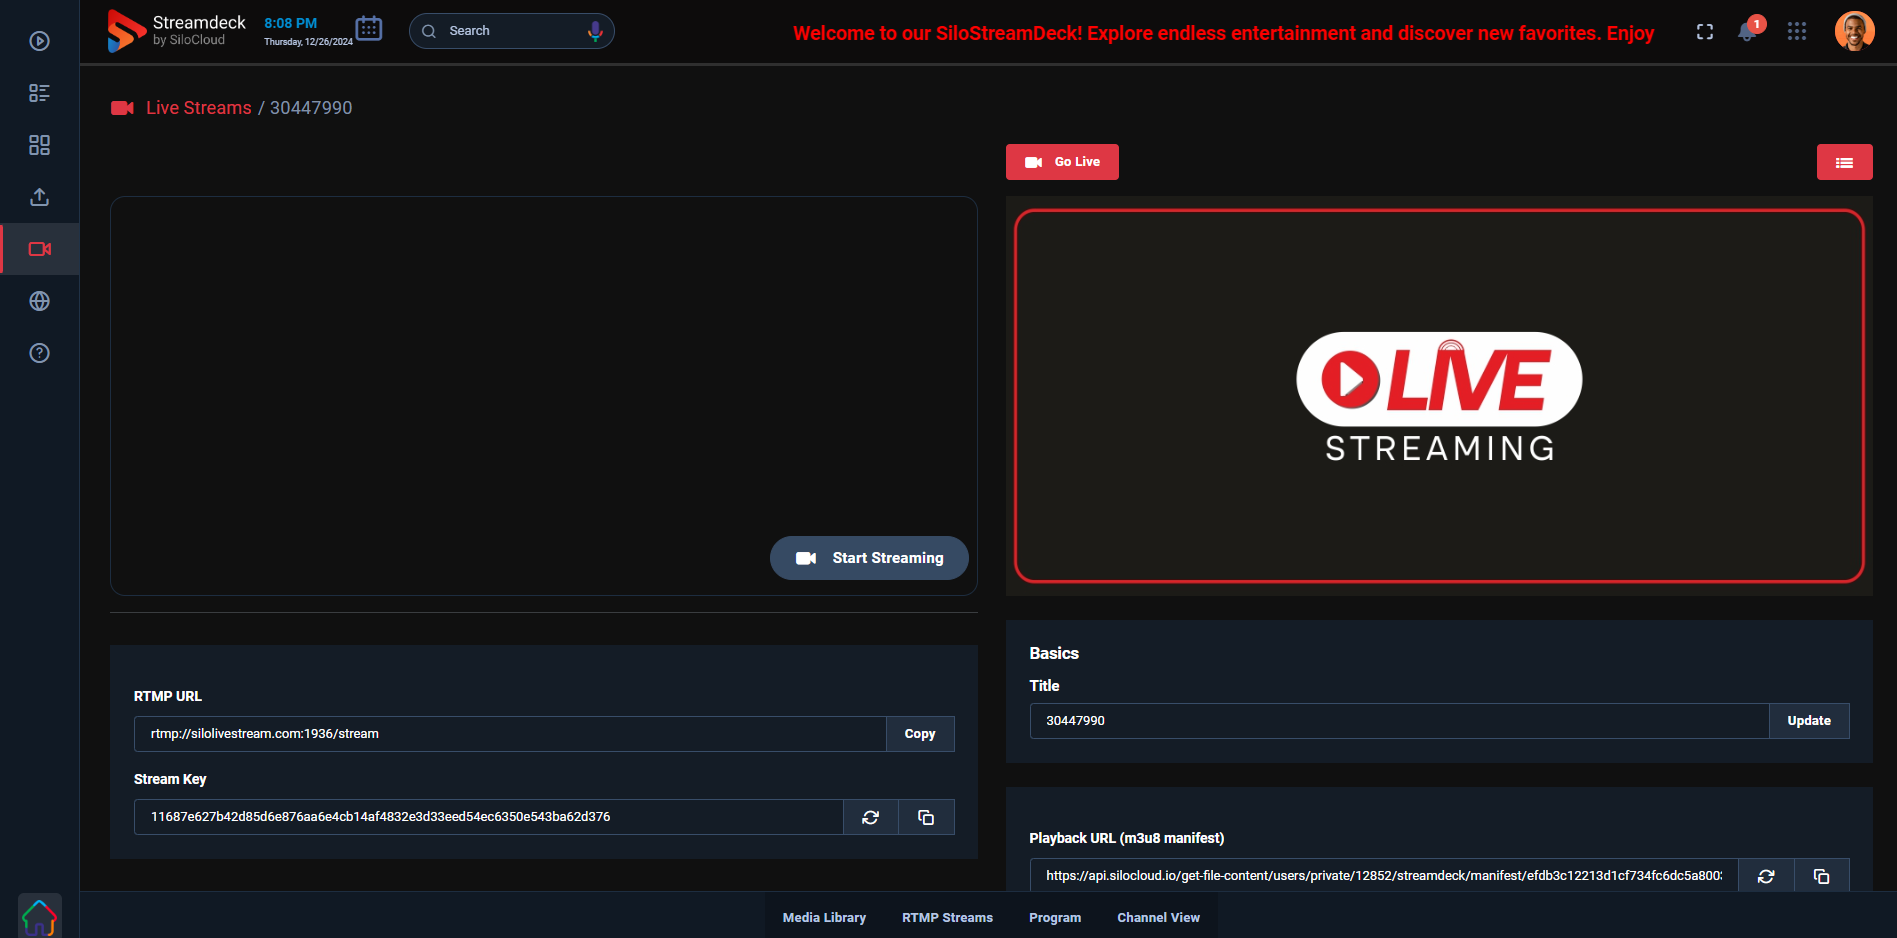 Streamdeck
by SiloCloud
8:08 PM
Thursday, 12/26/2024
Search
Welcome to our SiloStreamDeck! Explore endless entertainment and discover new favorites. Enjoy
1
Live Streams / 30447990
Go Live
LIVE
STREAMING
Start Streaming
RTMP URL
rtmp://silolivestream.com:1936/stream
Copy
Stream Key
11687e627b42d85d6e876aa6e4cb14af4832e3d33eed54ec6350e543ba62d376
Basics
Title
30447990
Update
Playback URL (m3u8 manifest)
https://api.silocloud.io/get-file-content/users/private/12852/streamdeck/manifest/efdb3c12213d1cf734fc6dc5a800
Media Library
RTMP Streams
Program
Channel View